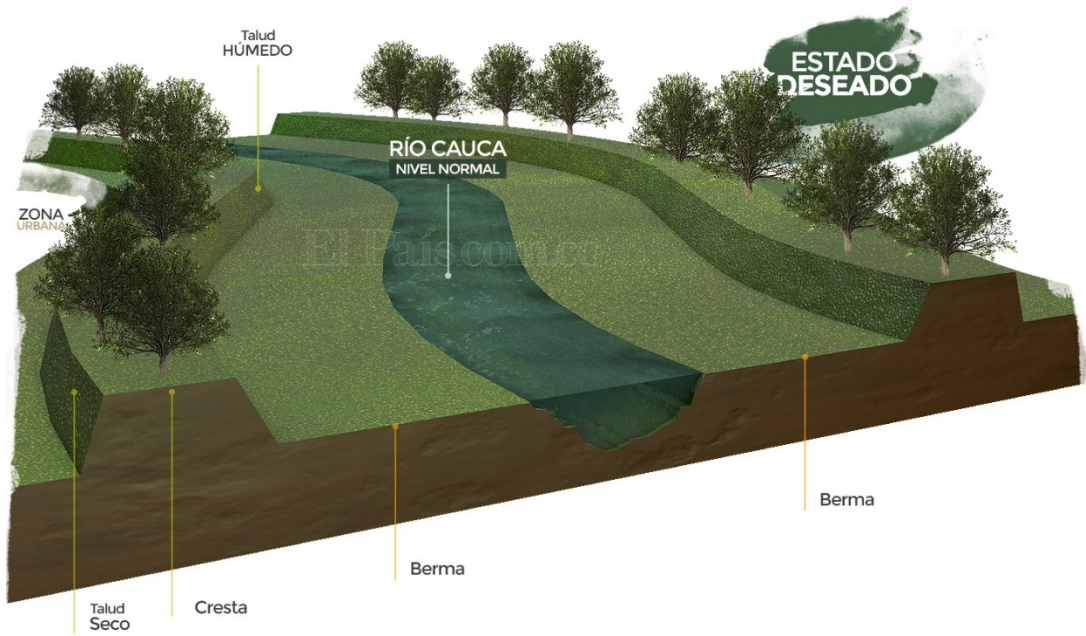 Talud
HÚMEDO
ESTADO
DESEADO
RÍO CAUCA
NIVEL NORMAL
ZONA
URBANA
El País.com.co
Berma
Berma
Talud
Seco
Cresta